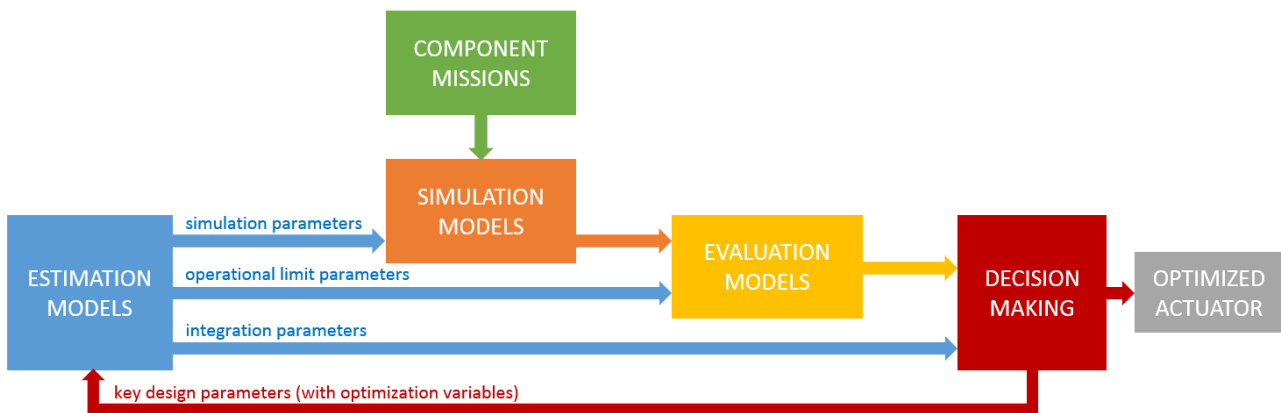 COMPONENT
MISSIONS
SIMULATION
MODELS
simulation parameters
ESTIMATION
MODELS
operational limit parameters
EVALUATION
MODELS
DECISION
MAKING
OPTIMIZED
ACTUATOR
integration parameters
key design parameters (with optimization variables)